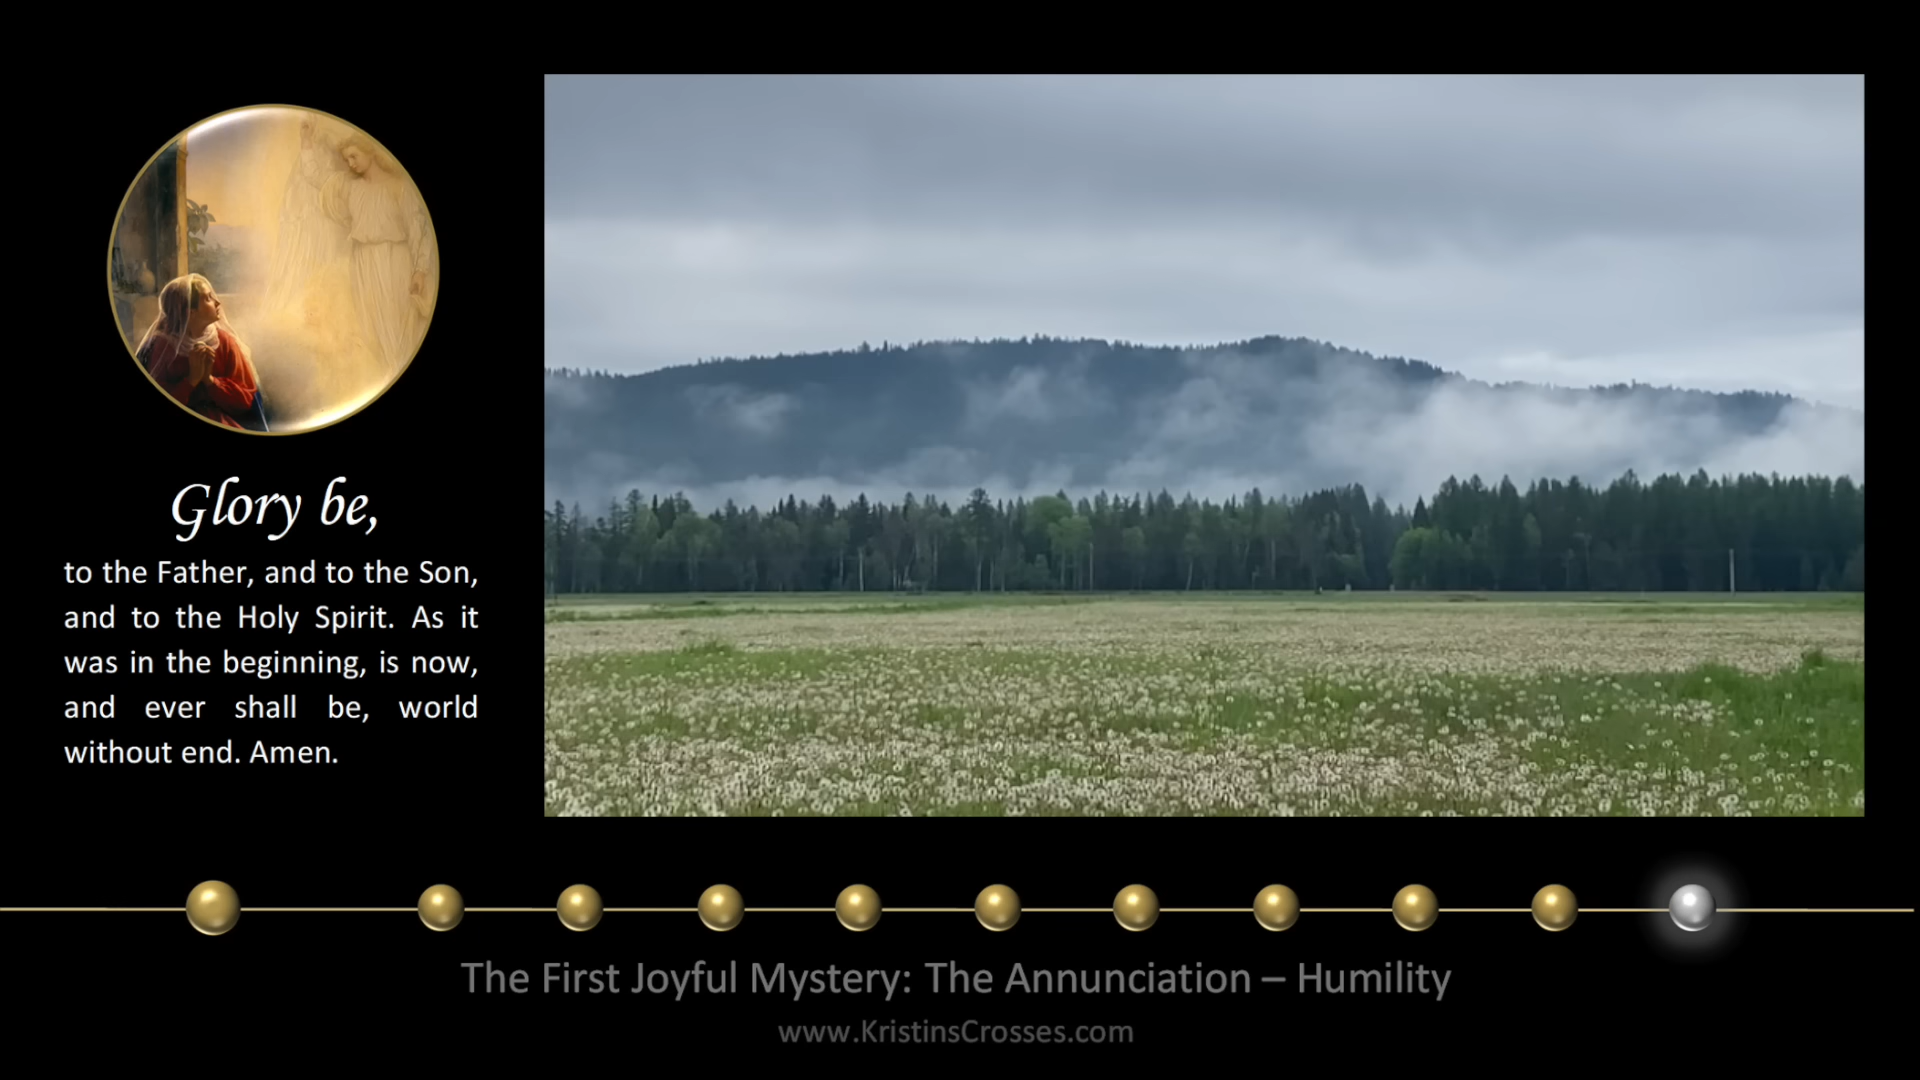 Glory be,
to the Father, and to the Son,
and to the Holy Spirit. As it
was in the beginning, is now,
and ever shall be, world
without end. Amen.
The First Joyful Mystery: The Annunciation – Humility
www.KristinsCrosses.com